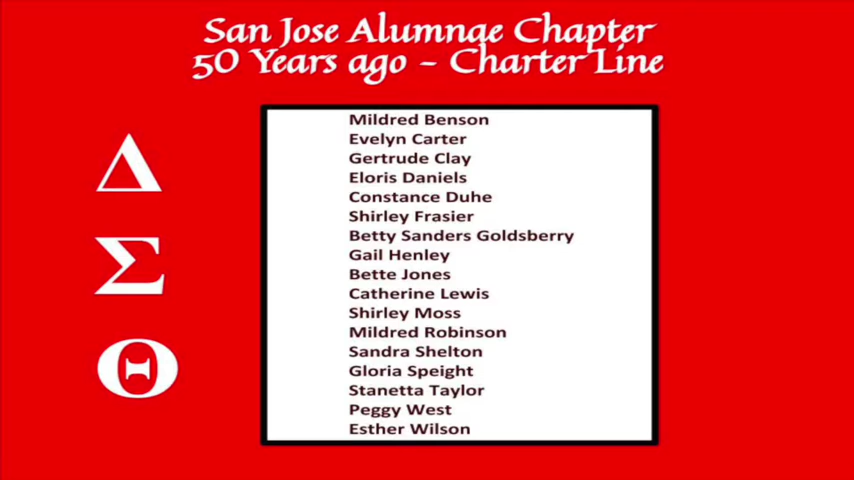 San Jose Alumnae Chapter
50 Years ago - Charter Line
Δ
Σ
Θ
Mildred Benson
Evelyn Carter
Gertrude Clay
Eloris Daniels
Constance Duhe
Shirley Frasier
Betty Sanders Goldsberry
Gail Henley
Bette Jones
Catherine Lewis
Shirley Moss
Mildred Robinson
Sandra Shelton
Gloria Speight
Stanetta Taylor
Peggy West
Esther Wilson